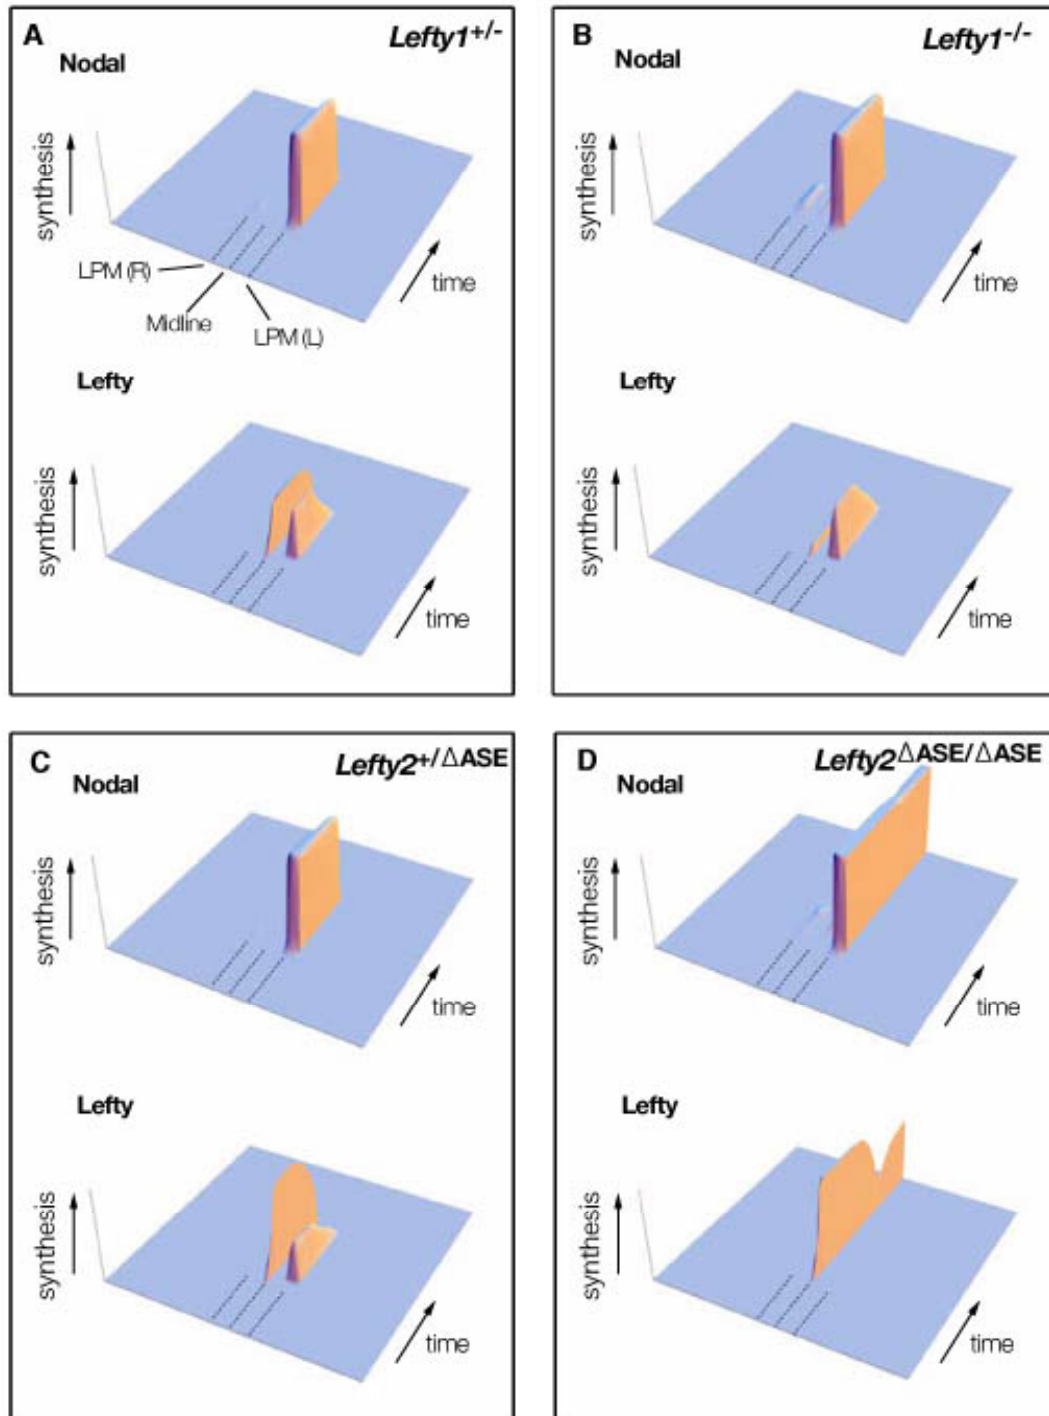 A
Lefty1+/-
Nodal
synthesis
LPM (R)
Midline
LPM (L)
time
Lefty
synthesis
time
B
Lefty1-/-
Nodal
synthesis
time
Lefty
synthesis
time
C
Lefty2+/ΔASE
Nodal
synthesis
time
Lefty
synthesis
time
D
Lefty2ΔASE/ΔASE
Nodal
synthesis
time
Lefty
synthesis
time